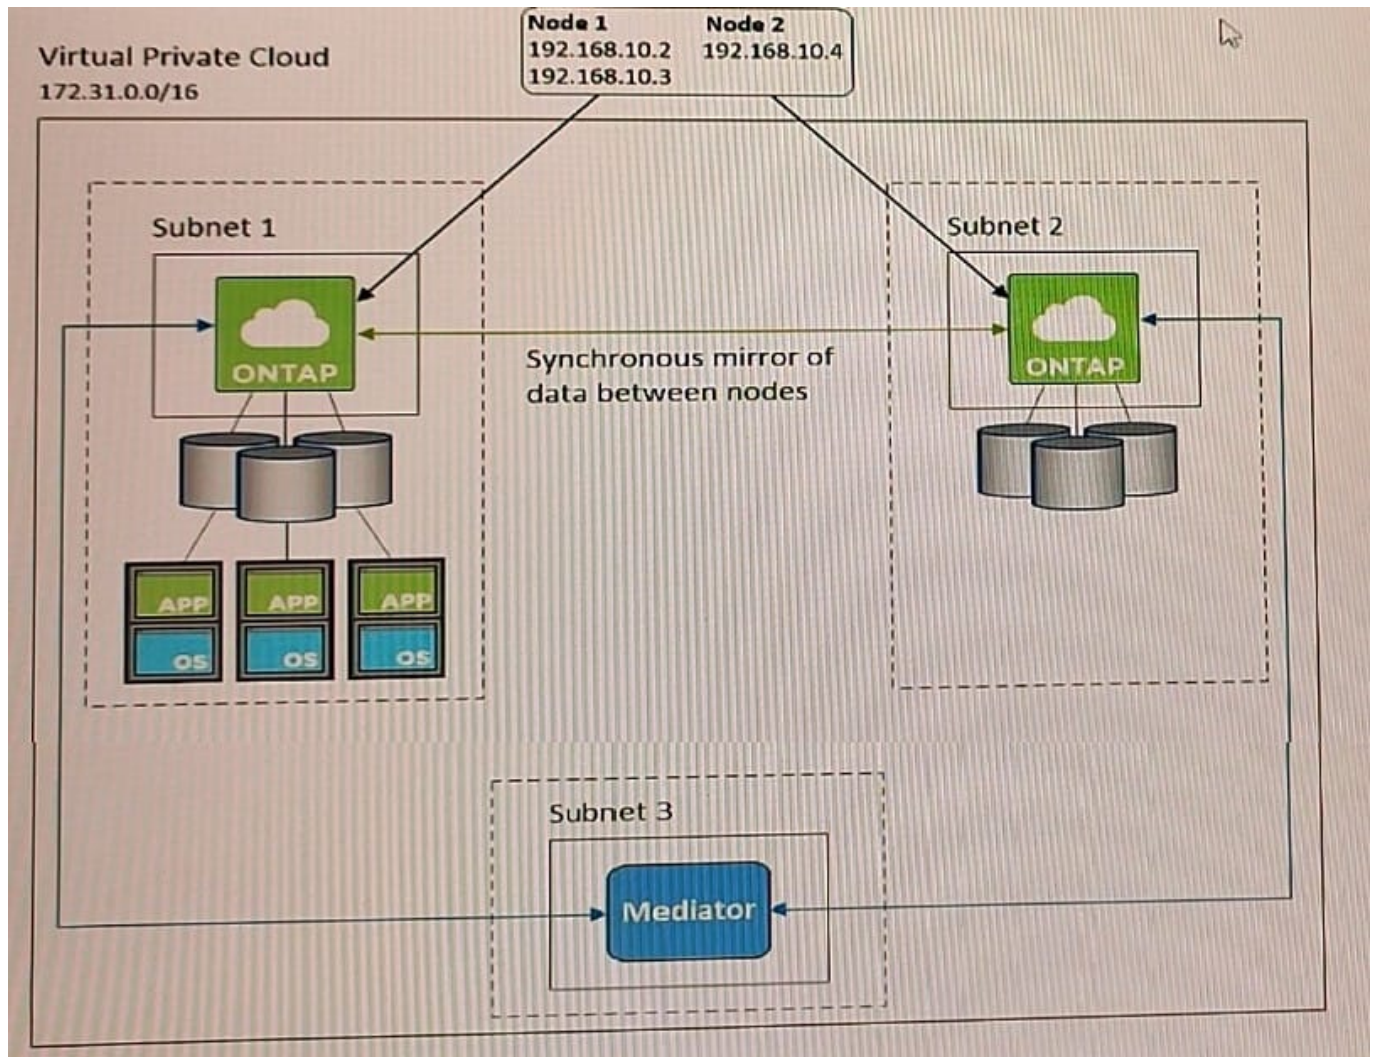 Node 1
Node 2
192.168.10.2
192.168.10.4
192.168.10.3
Virtual Private Cloud
172.31.0.0/16
Subnet 1
Subnet 2
ONTAP
ONTAP
Synchronous mirror of
data between nodes
APP
APP
APP
OS
OS
OS
Subnet 3
Mediator